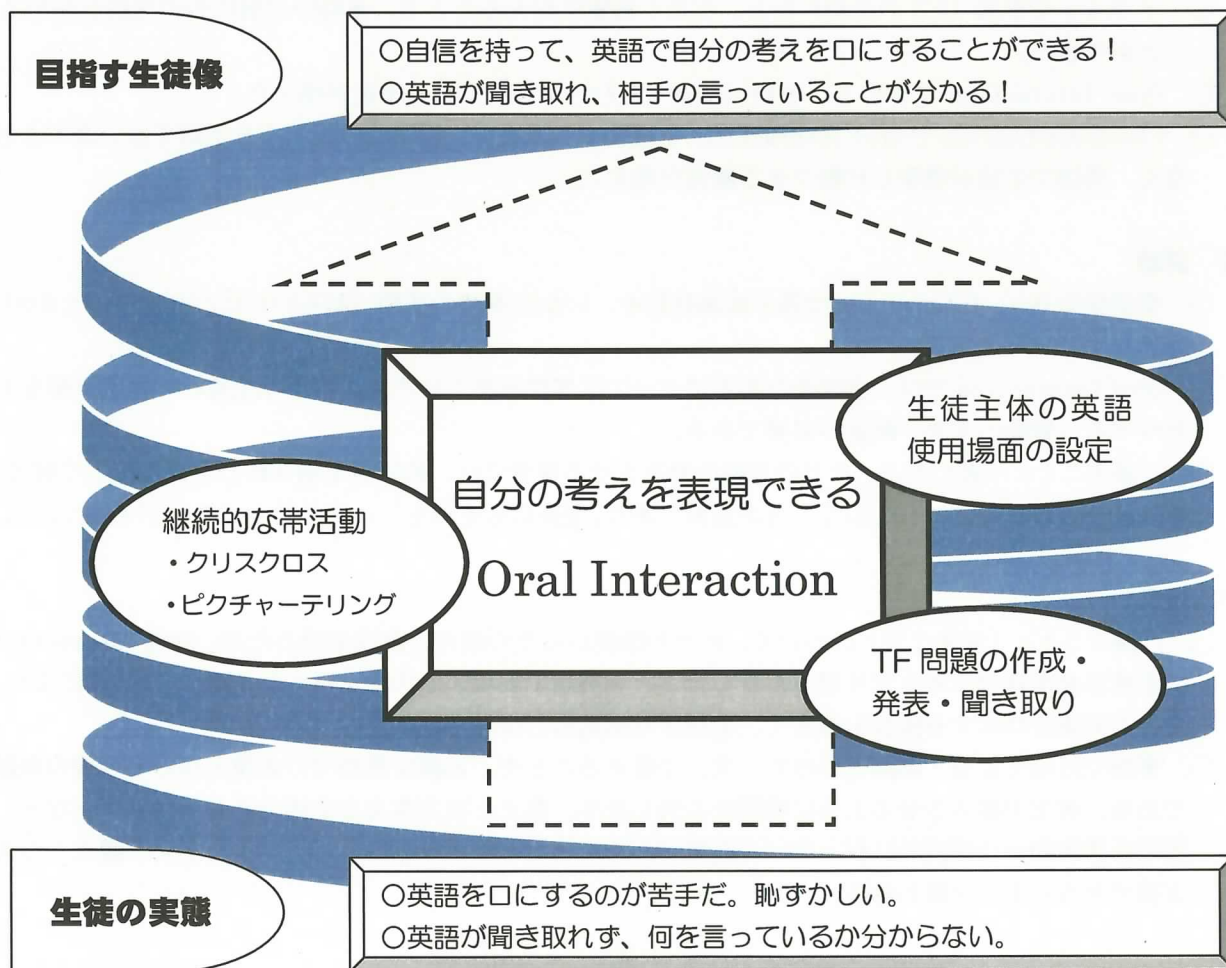 目指す生徒像
○自信を持って、英語で自分の考えを口にすることができる！
○英語が聞き取れ、相手の言っていることが分かる！
生徒主体の英語
使用場面の設定
自分の考えを表現できる
Oral Interaction
継続的な帯活動
・クリスクロス
・ピクチャーテリング
TF 問題の作成・
発表・聞き取り
生徒の実態
○英語を口にするのが苦手だ。恥ずかしい。
○英語が聞き取れず、何を言っているか分からない。